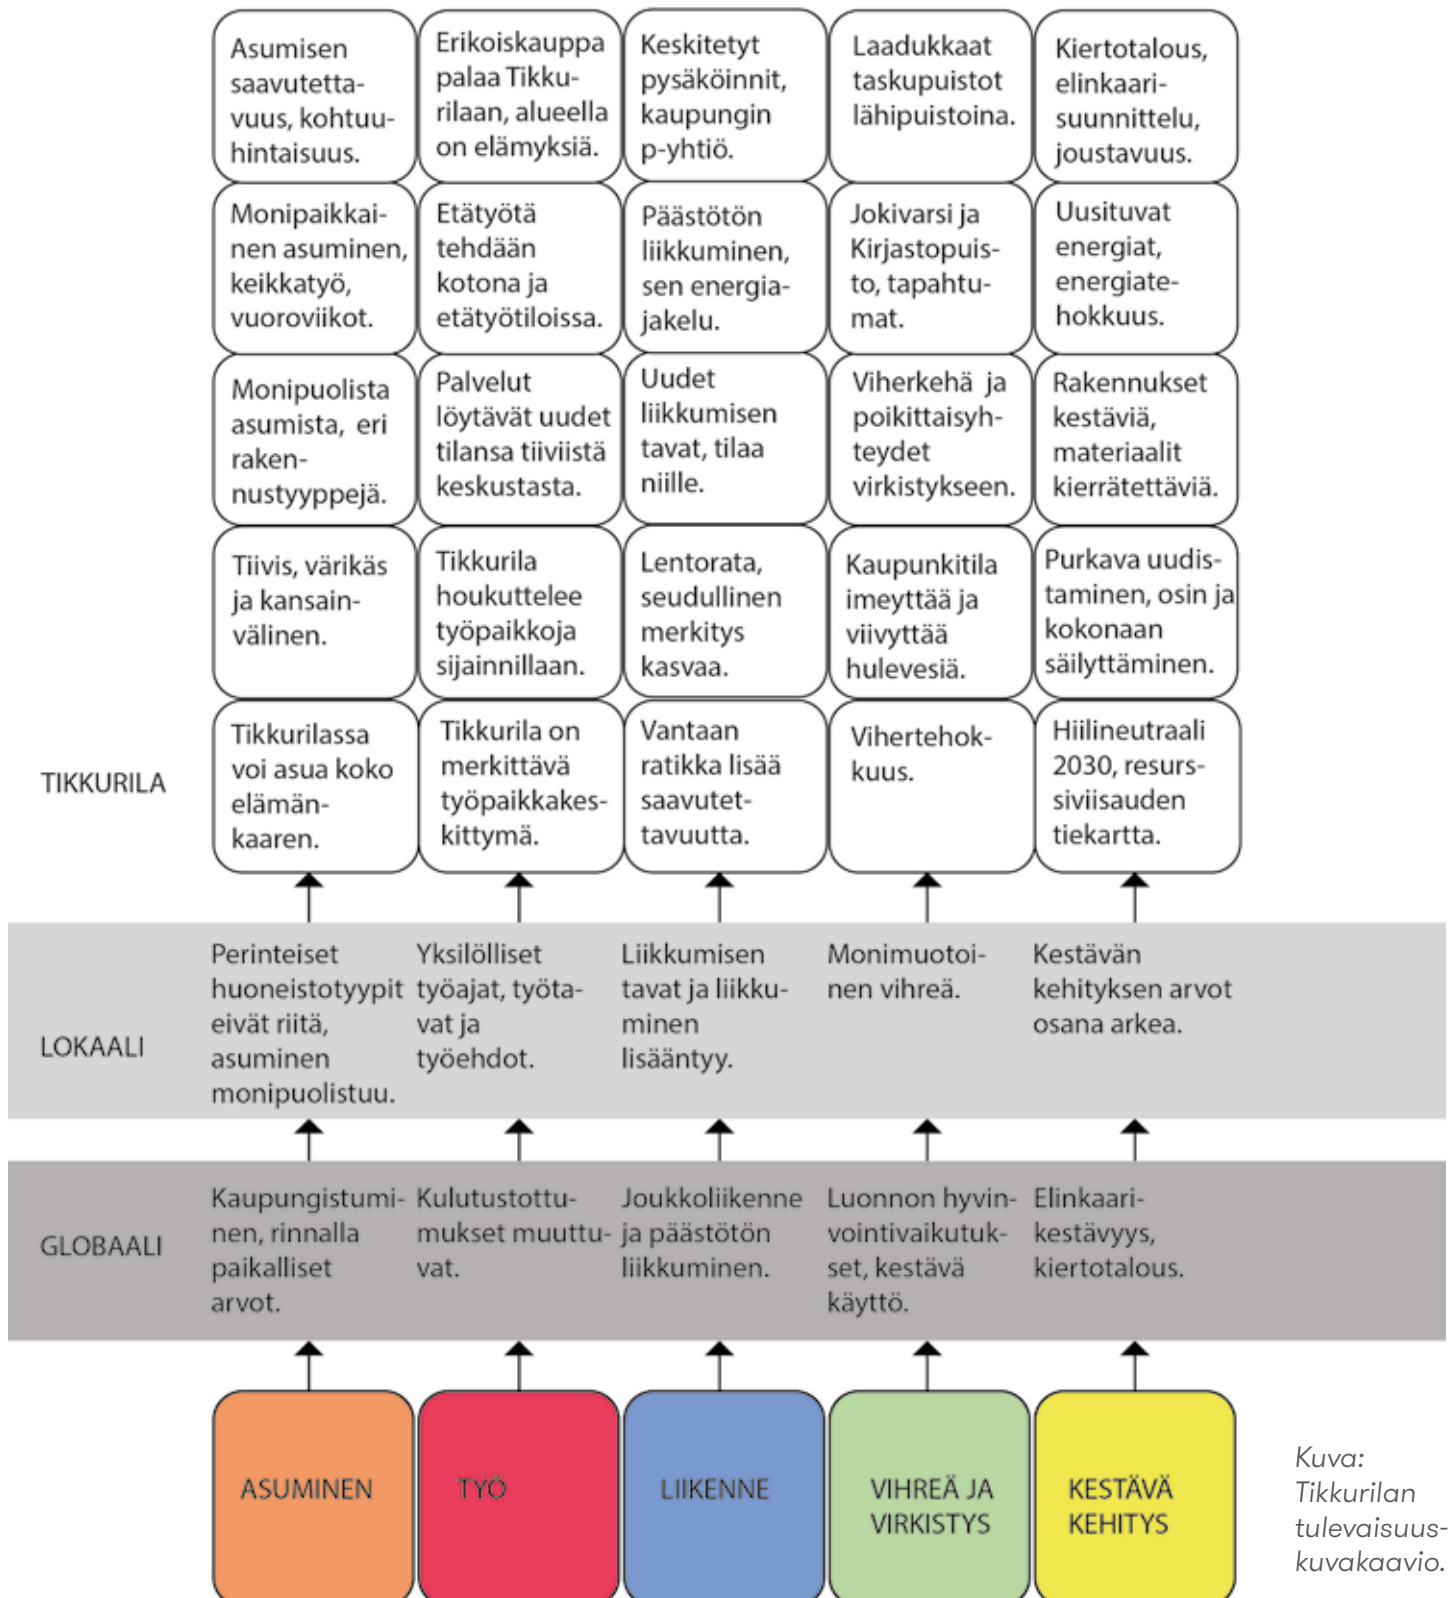 Asumisen
saavutetta-
vuus, kohtuu-
hintaisuus.
Erikoiskauppa
palaa Tikku-
rilaan, alueella
on elämyksiä.
Keskitetyt
pysäköinnit,
kaupungin
p-yhtiö.
Laadukkaat
taskupuistot
lähipuistoina.
Kiertotalous,
elinkaari-
suunnittelu,
joustavuus.
Monipaikkai-
nen asuminen,
keikkatyö,
vuoroviikot.
Etätyötä
tehdään
kotona ja
etätyötiloissa.
Päästötön
liikkuminen,
sen energia-
jakelu.
Jokivarsi ja
Kirjastopuis-
to, tapahtu-
mat.
Uusituvat
energiat,
energiate-
hokkuus.
Monipuolista
asumista, eri
raken-
nustyyppejä.
Palvelut
löytävät uudet
tilansa tiiviistä
keskustasta.
Uudet
liikkumisen
tavat, tilaa
niille.
Viherkehä ja
poikittaisyh-
teydet
virkistykseen.
Rakennukset
kestäviä,
materiaalit
kierrätettäviä.
Tiivis, värikäs
ja kansain-
välinen.
Tikkurila
houkuttelee
työpaikkoja
sijainnillaan.
Lentorata,
seudullinen
merkitys
kasvaa.
Kaupunkitila
imeyttää ja
viivyttää
hulevesiä.
Purkava uudis-
taminen, osin ja
kokonaan
säilyttäminen.
TIKKURILA
Tikkurilassa
voi asua koko
elämän-
kaaren.
Tikkurila on
merkittävä
työpaikkakes-
kittymä.
Vantaan
ratikka lisää
saavutet-
tavuutta.
Vihertehok-
kuus.
Hiilineutraali
2030, resurs-
siviisauden
tiekartta.
LOKAALI
Perinteiset
huoneistotyypit
eivät riitä,
asuminen
monipuolistuu.
Yksilölliset
työajat, työta-
vat ja
työehdot.
Liikkumisen
tavat ja liikku-
minen
lisääntyy.
Monimuotoi-
nen vihreä.
Kestävän
kehityksen arvot
osana arkea.
GLOBAALI
Kaupungistumi-
nen, rinnalla
paikalliset
arvot.
Kulutustottu-
mukset muuttu-
vat.
Joukkoliikenne
ja päästötön
liikkuminen.
Luonnon hyvin-
vointivaikutuk-
set, kestävä
käyttö.
Elinkaari-
kestävyys,
kiertotalous.
ASUMINEN
TYÖ
LIIKENNE
VIHREÄ JA
VIRKISTYS
KESTÄVÄ
KEHITYS
Kuva:
Tikkurilan
tulevaisuus-
kuvakaavio.